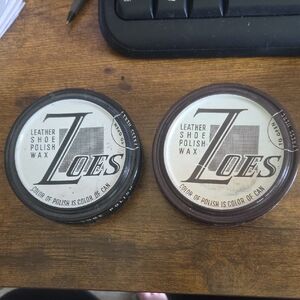 LEATHER
SHOE
POLISH
WAX
ZOES
COLOR OF POLISH IS COLOR OF CAN
LEATHER
SHOE
POLISH
WAX
ZOES
COLOR OF POLISH IS COLOR OF CAN